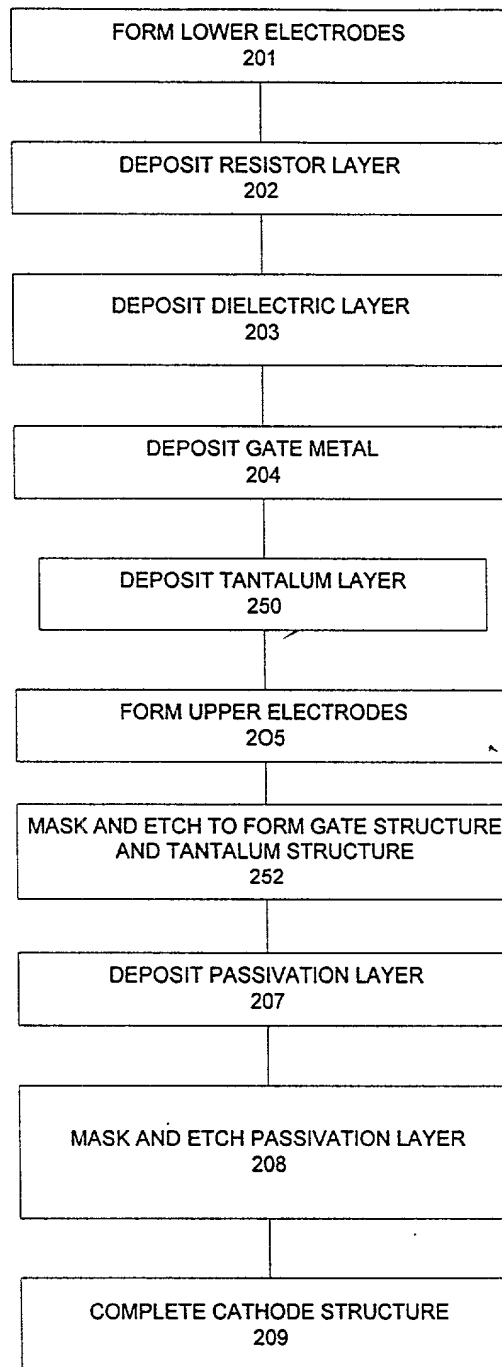 FORM LOWER ELECTRODES
201
DEPOSIT RESISTOR LAYER
202
DEPOSIT DIELECTRIC LAYER
203
DEPOSIT GATE METAL
204
DEPOSIT TANTALUM LAYER
250
FORM UPPER ELECTRODES
2O5
MASK AND ETCH TO FORM GATE STRUCTURE
AND TANTALUM STRUCTURE
252
DEPOSIT PASSIVATION LAYER
207
MASK AND ETCH PASSIVATION LAYER
208
COMPLETE CATHODE STRUCTURE
209